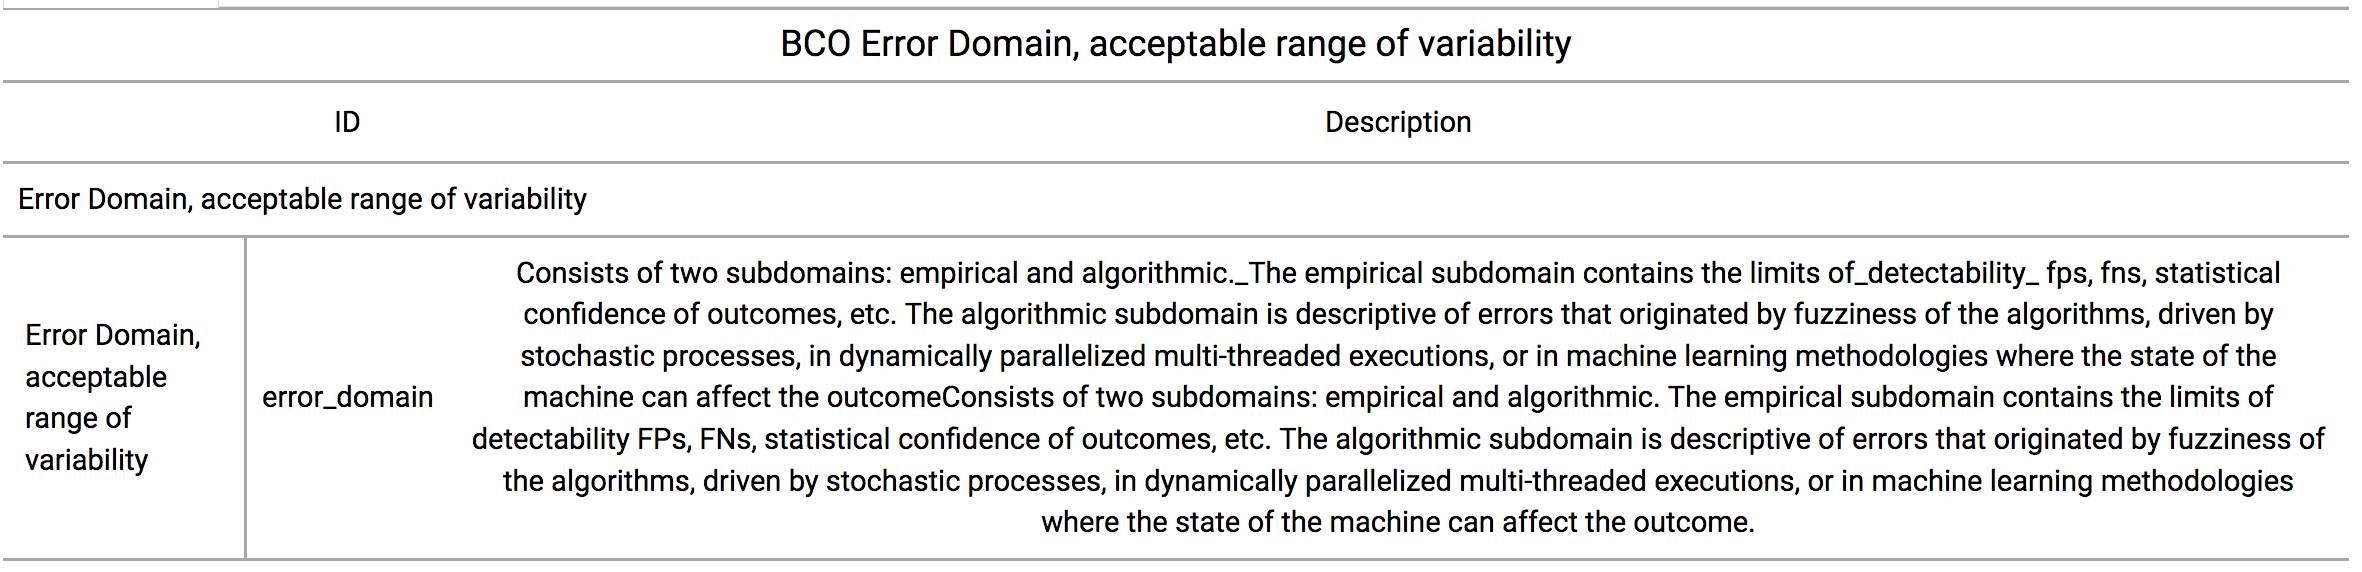 BCO Error Domain, acceptable range of variability
ID
Description
Error Domain, acceptable range of variability
Error Domain,
acceptable
range of
variability
error_domain
Consists of two subdomains: empirical and algorithmic._The empirical subdomain contains the limits of_detectability_ fps, fns, statistical
confidence of outcomes, etc. The algorithmic subdomain is descriptive of errors that originated by fuzziness of the algorithms, driven by
stochastic processes, in dynamically parallelized multi-threaded executions, or in machine learning methodologies where the state of the
machine can affect the outcomeConsists of two subdomains: empirical and algorithmic. The empirical subdomain contains the limits of
detectability FPs, FNs, statistical confidence of outcomes, etc. The algorithmic subdomain is descriptive of errors that originated by fuzziness of
the algorithms, driven by stochastic processes, in dynamically parallelized multi-threaded executions, or in machine learning methodologies
where the state of the machine can affect the outcome.